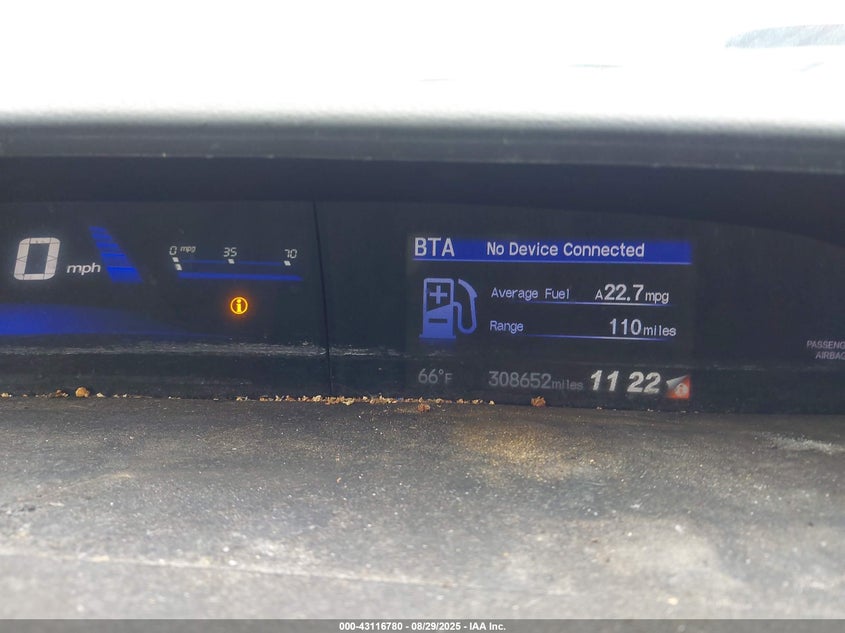 0 mph
0 mpg 35 70
BTA No Device Connected
Average Fuel A22.7mpg
Range 110miles
66°F 308652miles 11 22
PASSENG
AIRBAG
000-43116780 - 08/29/2025 - IAA Inc.